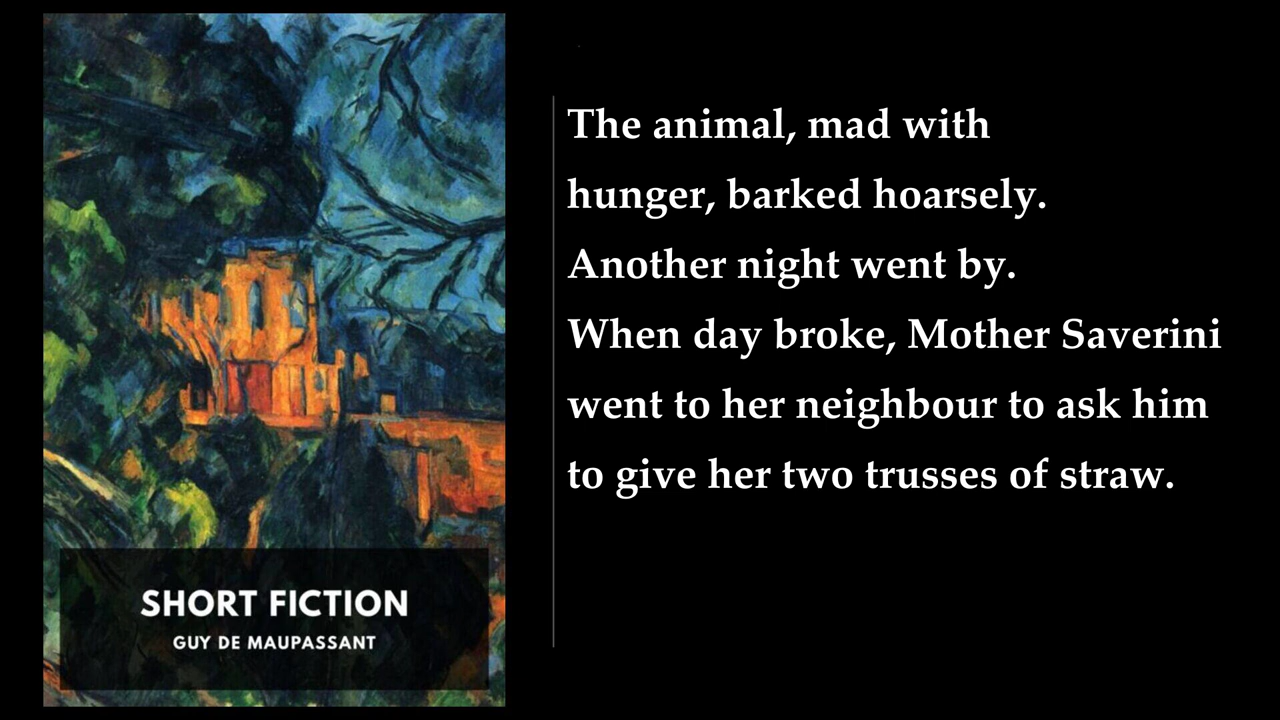 The animal, mad with
hunger, barked hoarsely.
Another night went by.
When day broke, Mother Saverini
went to her neighbour to ask him
to give her two trusses of straw.
SHORT FICTION
GUY DE MAUPASSANT